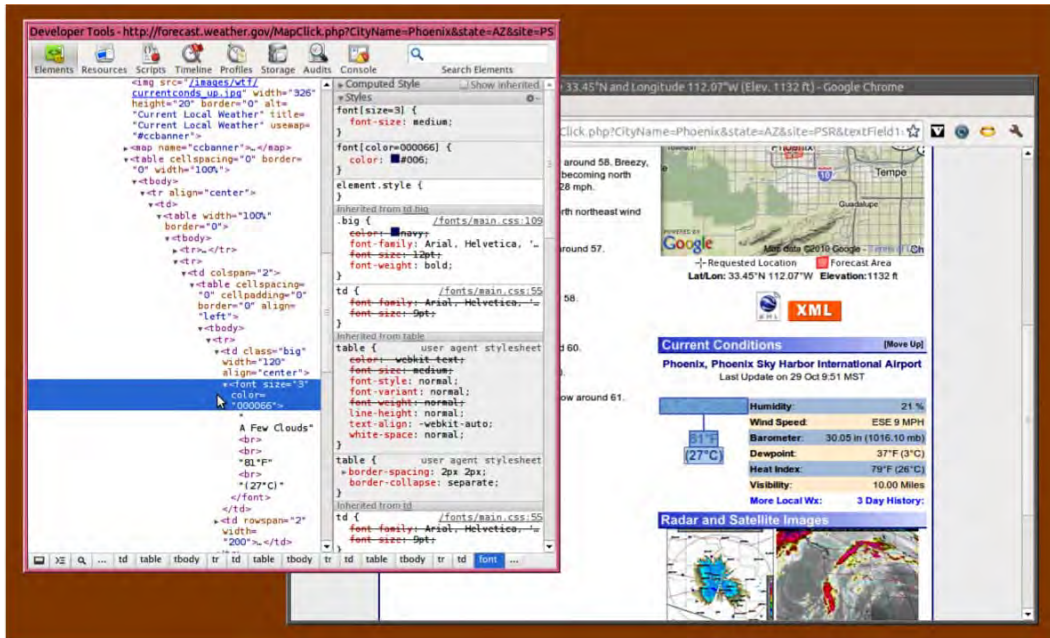 Developer Tools - http://forecast.weather.gov/MapClick.php?CityName=Phoenix&state=AZ&site=PS
Elements Resources Scripts Timeline Profiles Storage Audits Console Search Elements
<img src="/images/wtf/
currentconds_up.jpg" width="326"
height="20" border="0" alt=
"Current Local Weather" title=
"Current Local Weather" usemap=
"#ccbanner">
<map name="ccbanner">…</map>
<table cellspacing="0" border=
"0" width="100%">
<tbody>
<tr align="center">
<td>
<table width="100%"
border="0">
<tbody>
<tr>…</tr>
<tr>
<td colspan="2">
<table cellspacing=
"0" cellpadding="0"
border="0" align=
"left">
<tbody>
<tr>
<td class="big"
width="120"
align="center">
<font size="3"
color=
"000066">
"
A Few Clouds"
<br>
"81°F"
<br>
"(27°C)"
</font>
</td>
<td rowspan="2"
width=
"200">…</td>
Computed Style Show inherited
Styles
font[size=3] {
font-size: medium;
}
font[color=000066] {
color: #006;
}
element.style {
}
Inherited from td.big
.big { /fonts/main.css:109
color: navy;
font-family: Arial, Helvetica, '…
font-size: 12pt;
font-weight: bold;
}
td { /fonts/main.css:55
font-family: Arial, Helvetica, '…
font-size: 9pt;
}
Inherited from table
table { user agent stylesheet
color: -webkit-text;
font-size: medium;
font-style: normal;
font-variant: normal;
font-weight: normal;
line-height: normal;
text-align: -webkit-auto;
white-space: normal;
}
table { user agent stylesheet
border-spacing: 2px 2px;
border-collapse: separate;
}
Inherited from td
td { /fonts/main.css:55
font-family: Arial, Helvetica, '…
font-size: 9pt;
}
... td table tbody tr td table tbody tr td table tbody tr td font ...
33.45°N and Longitude 112.07°W (Elev. 1132 ft) - Google Chrome
Click.php?CityName=Phoenix&state=AZ&site=PSR&textField1
around 58. Breezy,
becoming north
28 mph.
rth northeast wind
round 57.
58.
d 60.
ow around 61.
10 Tempe
Guadalupe
POWERED BY
Google
Map data ©2010 Google - Terms of
Requested Location Forecast Area
Lat/Lon: 33.45°N 112.07°W Elevation:1132 ft
KML XML
Current Conditions [Move Up]
Phoenix, Phoenix Sky Harbor International Airport
Last Update on 29 Oct 9:51 MST
81°F
(27°C)
Humidity: 21 %
Wind Speed: ESE 9 MPH
Barometer: 30.05 in (1016.10 mb)
Dewpoint: 37°F (3°C)
Heat Index: 79°F (26°C)
Visibility: 10.00 Miles
More Local Wx: 3 Day History:
Radar and Satellite Images